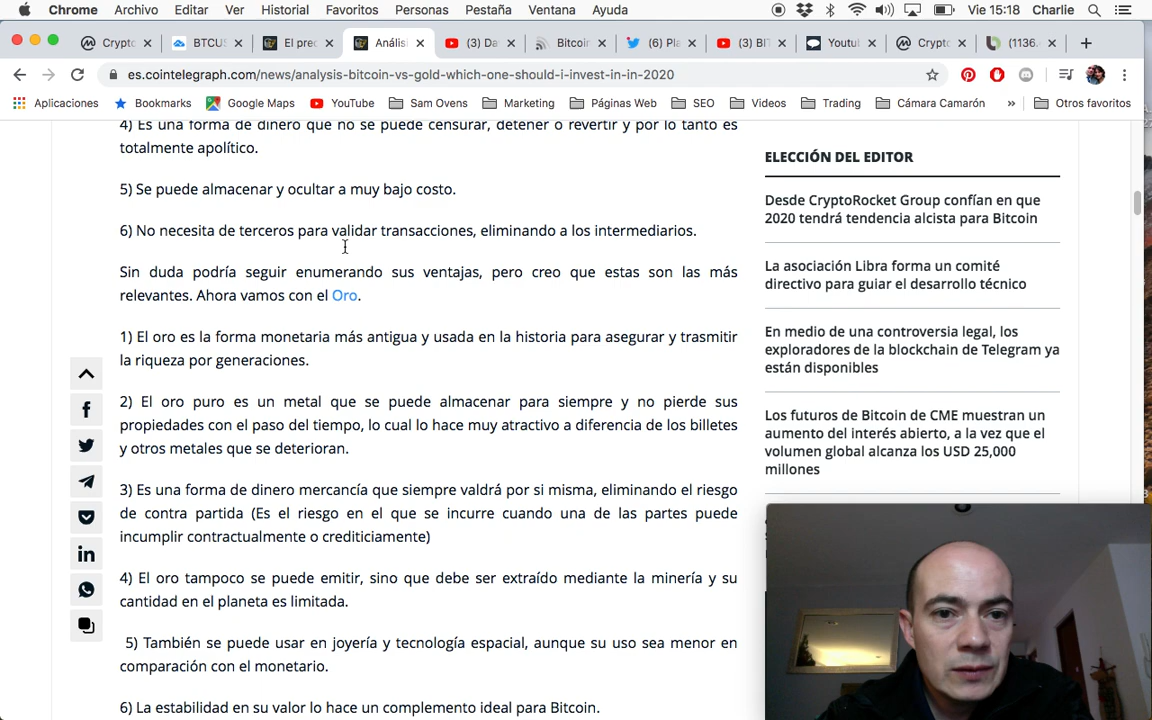 Chrome Archivo Editar Ver Historial Favoritos Personas Pestaña Ventana Ayuda Vie 15:18 Charlie
Crypto BTCUS El prec Análisi (3) Da Bitcoin (6) Pla (3) BIT Youtu Crypto (1136.
es.cointelegraph.com/news/analysis-bitcoin-vs-gold-which-one-should-i-invest-in-in-2020
Aplicaciones Bookmarks Google Maps YouTube Sam Ovens Marketing Páginas Web SEO Videos Trading Cámara Camarón » Otros favoritos
4) Es una forma de dinero que no se puede censurar, detener o revertir y por lo tanto es
totalmente apolítico.
5) Se puede almacenar y ocultar a muy bajo costo.
6) No necesita de terceros para validar transacciones, eliminando a los intermediarios.
Sin duda podría seguir enumerando sus ventajas, pero creo que estas son las más
relevantes. Ahora vamos con el Oro.
1) El oro es la forma monetaria más antigua y usada en la historia para asegurar y trasmitir
la riqueza por generaciones.
2) El oro puro es un metal que se puede almacenar para siempre y no pierde sus
propiedades con el paso del tiempo, lo cual lo hace muy atractivo a diferencia de los billetes
y otros metales que se deterioran.
3) Es una forma de dinero mercancía que siempre valdrá por si misma, eliminando el riesgo
de contra partida (Es el riesgo en el que se incurre cuando una de las partes puede
incumplir contractualmente o crediticiamente)
4) El oro tampoco se puede emitir, sino que debe ser extraído mediante la minería y su
cantidad en el planeta es limitada.
5) También se puede usar en joyería y tecnología espacial, aunque su uso sea menor en
comparación con el monetario.
6) La estabilidad en su valor lo hace un complemento ideal para Bitcoin.
ELECCIÓN DEL EDITOR
Desde CryptoRocket Group confían en que
2020 tendrá tendencia alcista para Bitcoin
La asociación Libra forma un comité
directivo para guiar el desarrollo técnico
En medio de una controversia legal, los
exploradores de la blockchain de Telegram ya
están disponibles
Los futuros de Bitcoin de CME muestran un
aumento del interés abierto, a la vez que el
volumen global alcanza los USD 25,000
millones